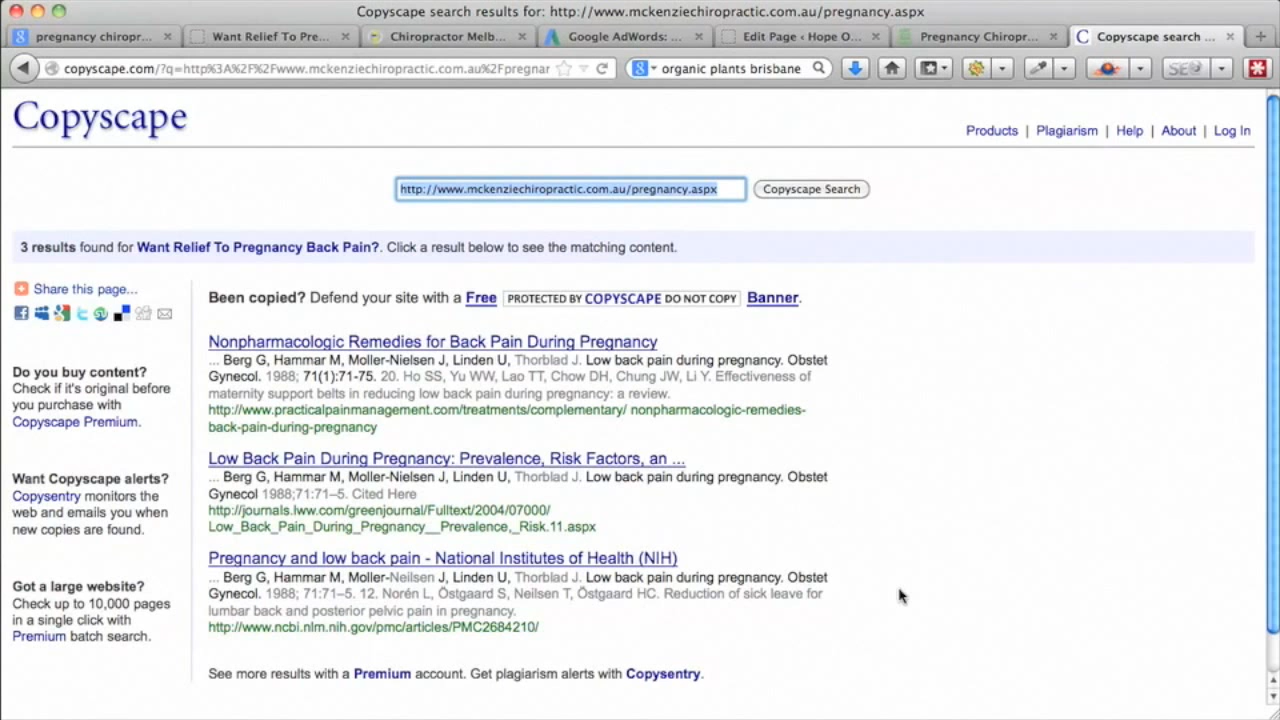 Copyscape search results for: http://www.mckenziechiropractic.com.au/pregnancy.aspx
pregnancy chiropr...
Want Relief To Pre...
Chiropractor Melb...
Google AdWords: ...
Edit Page ‹ Hope O...
Pregnancy Chiropr...
Copyscape search ...
copyscape.com/?q=http%3A%2F%2Fwww.mckenziechiropractic.com.au%2Fpregnar
organic plants brisbane
SEO
Copyscape
Products | Plagiarism | Help | About | Log In
http://www.mckenziechiropractic.com.au/pregnancy.aspx
Copyscape Search
3 results found for Want Relief To Pregnancy Back Pain?. Click a result below to see the matching content.
Share this page...
Do you buy content?
Check if it's original before
you purchase with
Copyscape Premium.
Want Copyscape alerts?
Copysentry monitors the
web and emails you when
new copies are found.
Got a large website?
Check up to 10,000 pages
in a single click with
Premium batch search.
Been copied? Defend your site with a Free PROTECTED BY COPYSCAPE DO NOT COPY Banner.
Nonpharmacologic Remedies for Back Pain During Pregnancy
... Berg G, Hammar M, Moller-Nielsen J, Linden U, Thorblad J. Low back pain during pregnancy. Obstet
Gynecol. 1988; 71(1):71-75. 20. Ho SS, Yu WW, Lao TT, Chow DH, Chung JW, Li Y. Effectiveness of
maternity support belts in reducing low back pain during pregnancy: a review.
http://www.practicalpainmanagement.com/treatments/complementary/ nonpharmacologic-remedies-
back-pain-during-pregnancy
Low Back Pain During Pregnancy: Prevalence, Risk Factors, an ...
... Berg G, Hammar M, Moller-Nielsen J, Linden U, Thorblad J. Low back pain during pregnancy. Obstet
Gynecol 1988;71:71–5. Cited Here
http://journals.lww.com/greenjournal/Fulltext/2004/07000/
Low_Back_Pain_During_Pregnancy__Prevalence,_Risk.11.aspx
Pregnancy and low back pain - National Institutes of Health (NIH)
... Berg G, Hammar M, Moller-Neilsen J, Linden U, Thorblad J. Low back pain during pregnancy. Obstet
Gynecol. 1988; 71:71–5. 12. Norén L, Östgaard S, Neilsen T, Östgaard HC. Reduction of sick leave for
lumbar back and posterior pelvic pain in pregnancy.
http://www.ncbi.nlm.nih.gov/pmc/articles/PMC2684210/
See more results with a Premium account. Get plagiarism alerts with Copysentry.